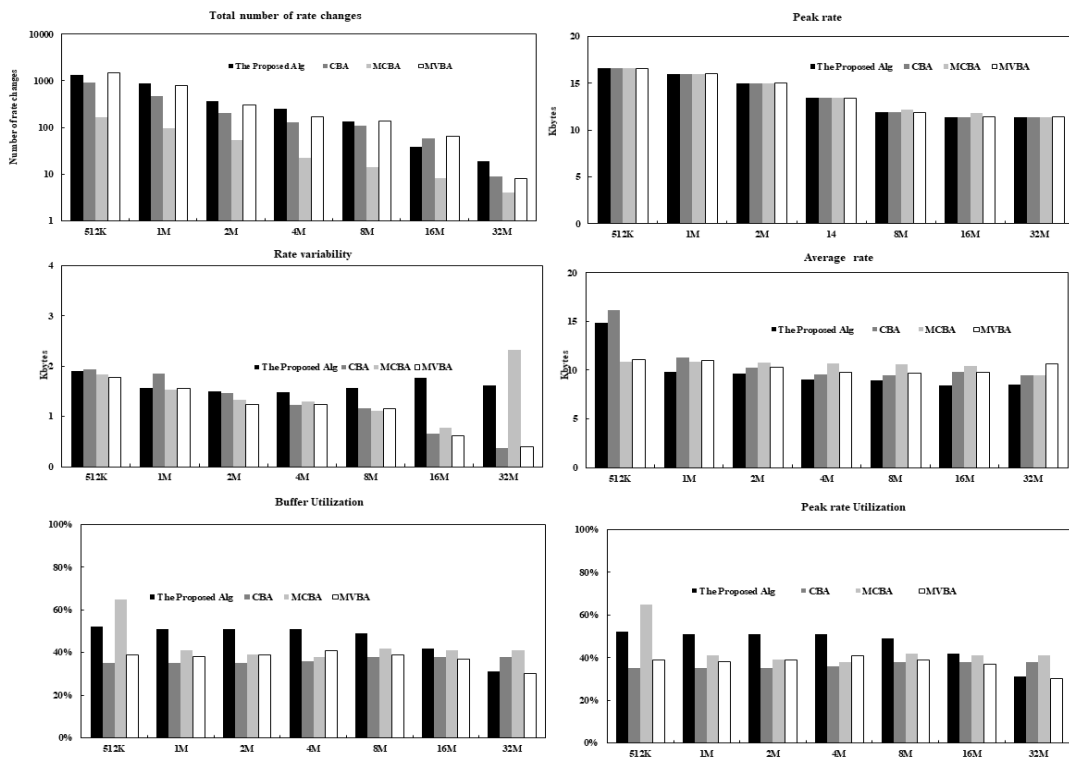 Total number of rate changes
10000
1000
100
10
1
Number of rate changes
The Proposed Alg CBA MCBA MVBA
512K 1M 2M 4M 8M 16M 32M
Peak rate
20
15
10
5
0
Kbytes
The Proposed Alg CBA MCBA MVBA
512K 1M 2M 14 8M 16M 32M
Rate variability
4
3
2
1
0
Kbytes
The Proposed Alg CBA MCBA MVBA
512K 1M 2M 4M 8M 16M 32M
Average rate
20
15
10
5
0
Kbytes
The Proposed Alg CBA MCBA MVBA
512K 1M 2M 4M 8M 16M 32M
Buffer Utilization
100%
80%
60%
40%
20%
0%
The Proposed Alg CBA MCBA MVBA
512K 1M 2M 4M 8M 16M 32M
Peak rate Utilization
100%
80%
60%
40%
20%
0%
The Proposed Alg CBA MCBA MVBA
512K 1M 2M 4M 8M 16M 32M